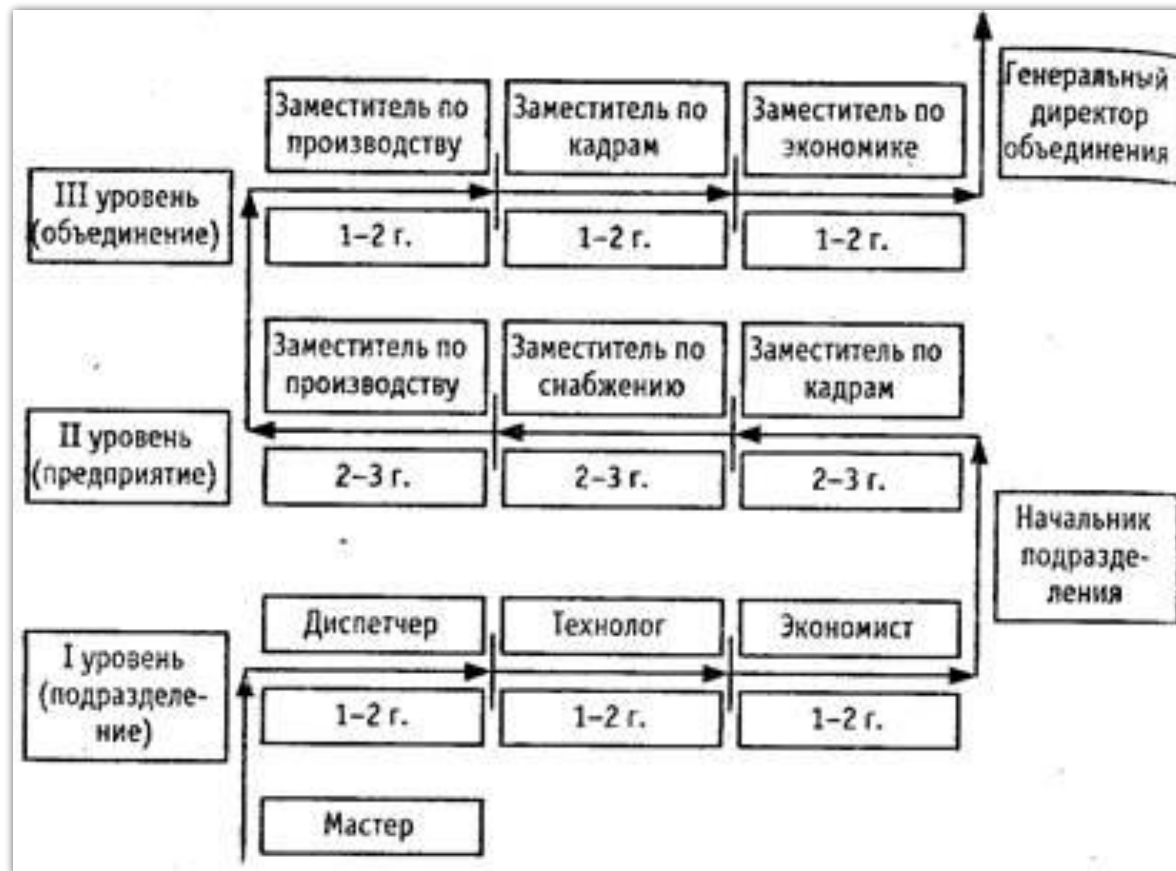 Генеральный
директор
объединения
Заместитель по
производству
Заместитель по
кадрам
Заместитель по
экономике
III уровень
(объединение)
1–2 г.
1–2 г.
1–2 г.
Заместитель по
производству
Заместитель по
снабжению
Заместитель по
кадрам
II уровень
(предприятие)
2–3 г.
2–3 г.
2–3 г.
Начальник
подразде-
ления
Диспетчер
Технолог
Экономист
I уровень
(подразделе-
ние)
1–2 г.
1–2 г.
1–2 г.
Мастер